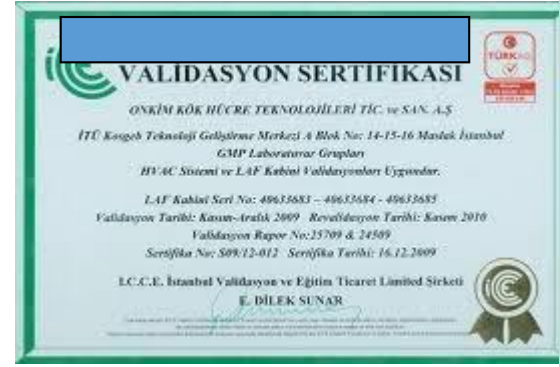 VALİDASYON SERTİFİKASI
ONKİM KÖK HÜCRE TEKNOLOJİLERİ TİC. ve SAN. A.Ş
İTÜ Kosgeb Teknoloji Geliştirme Merkezi A Blok No: 14-15-16 Maslak İstanbul
GMP Laboratuvar Grupları
HVAC Sistemi ve LAF Kabini Validasyonları Uygundur.
LAF Kabini Seri No: 40633683 – 40633684 - 40633685
Validasyon Tarihi: Kasım-Aralık 2009 Revalidasyon Tarihi: Kasım 2010
Validasyon Rapor No:25709 & 24509
Sertifika No: S09/12-012 Sertifika Tarihi: 16.12.2009
I.C.C.E. İstanbul Validasyon ve Eğitim Ticaret Limited Şirketi
E. DİLEK SUNAR
TÜRKAK